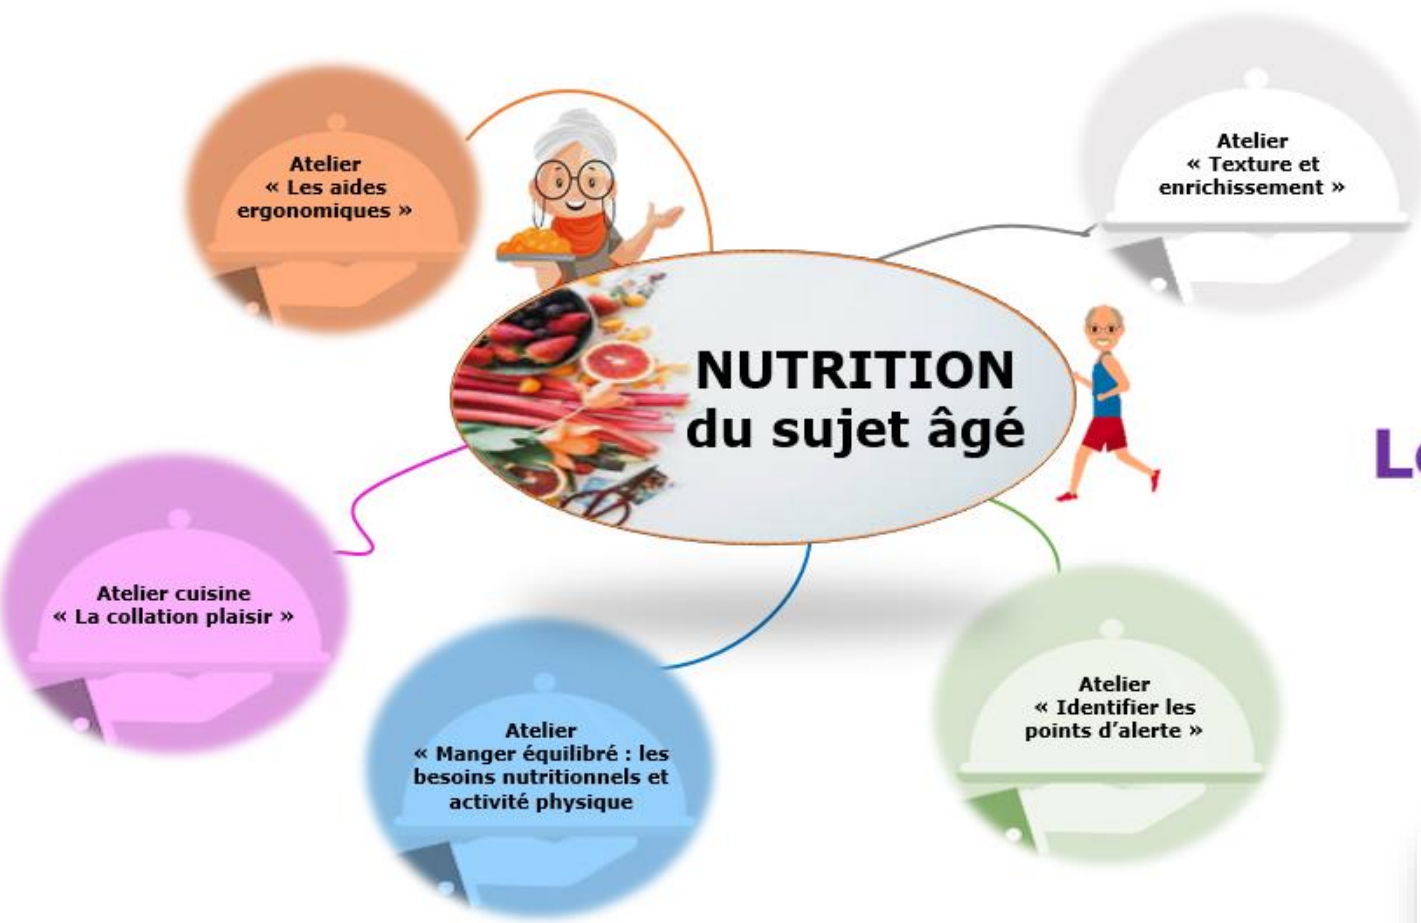 Atelier
« Les aides
ergonomiques »
Atelier
« Texture et
enrichissement »
NUTRITION
du sujet âgé
Atelier cuisine
« La collation plaisir »
Atelier
« Manger équilibré : les
besoins nutritionnels et
activité physique
Atelier
« Identifier les
points d’alerte »